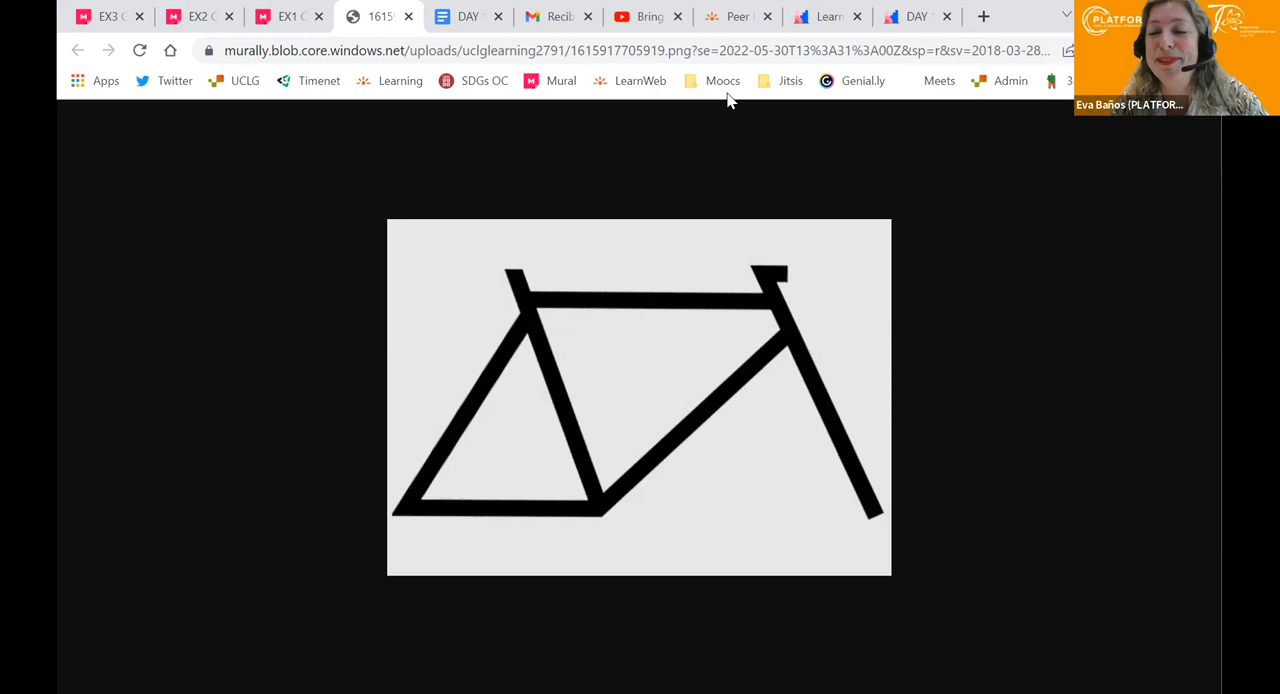 EX3
EX2
EX1
1615
DAY
Recib
Bring
Peer
Learn
DAY
murally.blob.core.windows.net/uploads/uclglearning2791/1615917705919.png?se=2022-05-30T13%3A31%3A00Z&sp=r&sv=2018-03-28...
Apps Twitter UCLG Timenet Learning SDGs OC Mural LearnWeb Moocs Jitsis Genial.ly Meets Admin 3
PLATFOR
Eva Baños (PLATFOR...